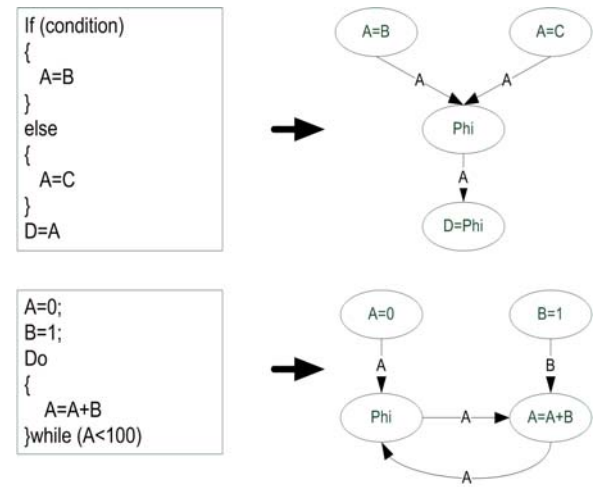 If (condition)
{
A=B
}
else
{
A=C
}
D=A
A=B
A=C
A
A
Phi
A
D=Phi
A=0;
B=1;
Do
{
A=A+B
}while (A<100)
A=0
B=1
A
B
Phi
A
A=A+B
A